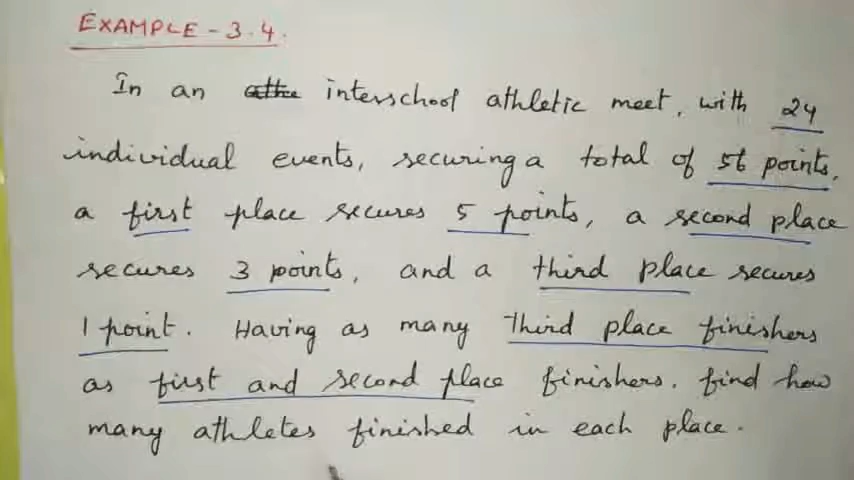 EXAMPLE - 3.4.
In an interschool athletic meet, with 24
individual events, securing a total of 56 points,
a first place secures 5 points, a second place
secures 3 points, and a third place secures
1 point. Having as many third place finishers
as first and second place finishers. find how
many athletes finished in each place.